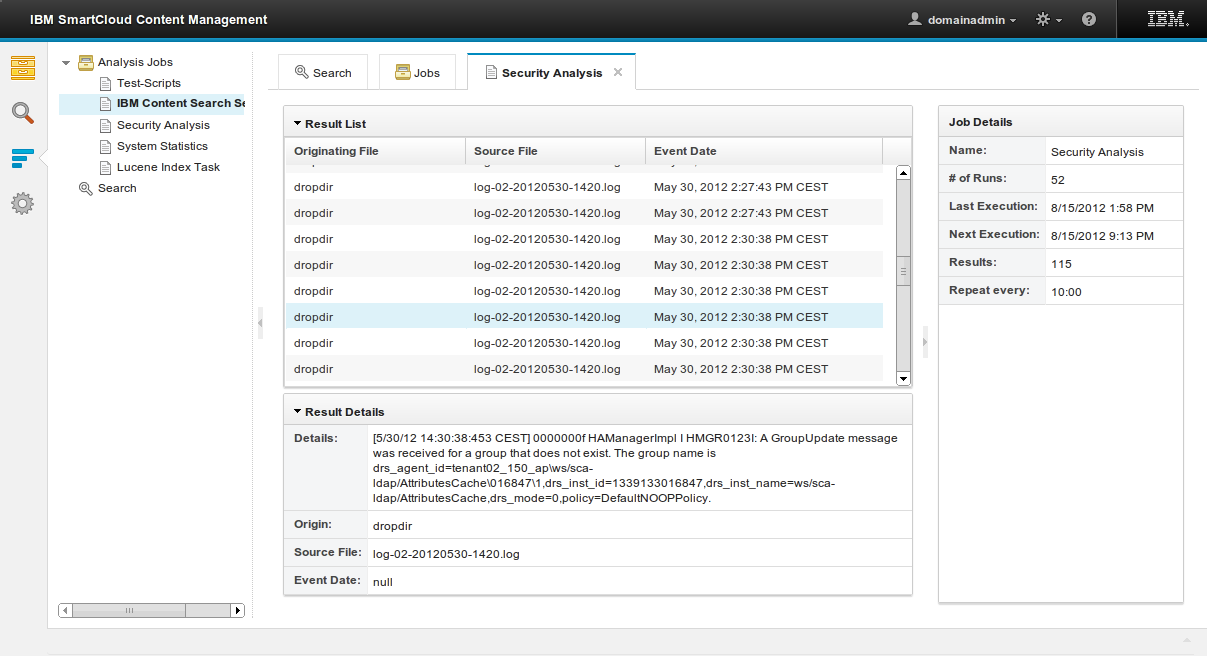 IBM SmartCloud Content Management
domainadmin
?
IBM.
Analysis Jobs
Test-Scripts
IBM Content Search Se
Security Analysis
System Statistics
Lucene Index Task
Search
Search
Jobs
Security Analysis
Result List
Originating File Source File Event Date
dropdir log-02-20120530-1420.log May 30, 2012 2:27:43 PM CEST
dropdir log-02-20120530-1420.log May 30, 2012 2:27:43 PM CEST
dropdir log-02-20120530-1420.log May 30, 2012 2:30:38 PM CEST
dropdir log-02-20120530-1420.log May 30, 2012 2:30:38 PM CEST
dropdir log-02-20120530-1420.log May 30, 2012 2:30:38 PM CEST
dropdir log-02-20120530-1420.log May 30, 2012 2:30:38 PM CEST
dropdir log-02-20120530-1420.log May 30, 2012 2:30:38 PM CEST
dropdir log-02-20120530-1420.log May 30, 2012 2:30:38 PM CEST
Result Details
Details: [5/30/12 14:30:38:453 CEST] 0000000f HAManagerImpl I HMGR0123I: A GroupUpdate message
was received for a group that does not exist. The group name is
drs_agent_id=tenant02_150_ap\ws/sca-
ldap/AttributesCache\016847\1,drs_inst_id=1339133016847,drs_inst_name=ws/sca-
ldap/AttributesCache,drs_mode=0,policy=DefaultNOOPPolicy.
Origin: dropdir
Source File: log-02-20120530-1420.log
Event Date: null
Job Details
Name: Security Analysis
# of Runs: 52
Last Execution: 8/15/2012 1:58 PM
Next Execution: 8/15/2012 9:13 PM
Results: 115
Repeat every: 10:00